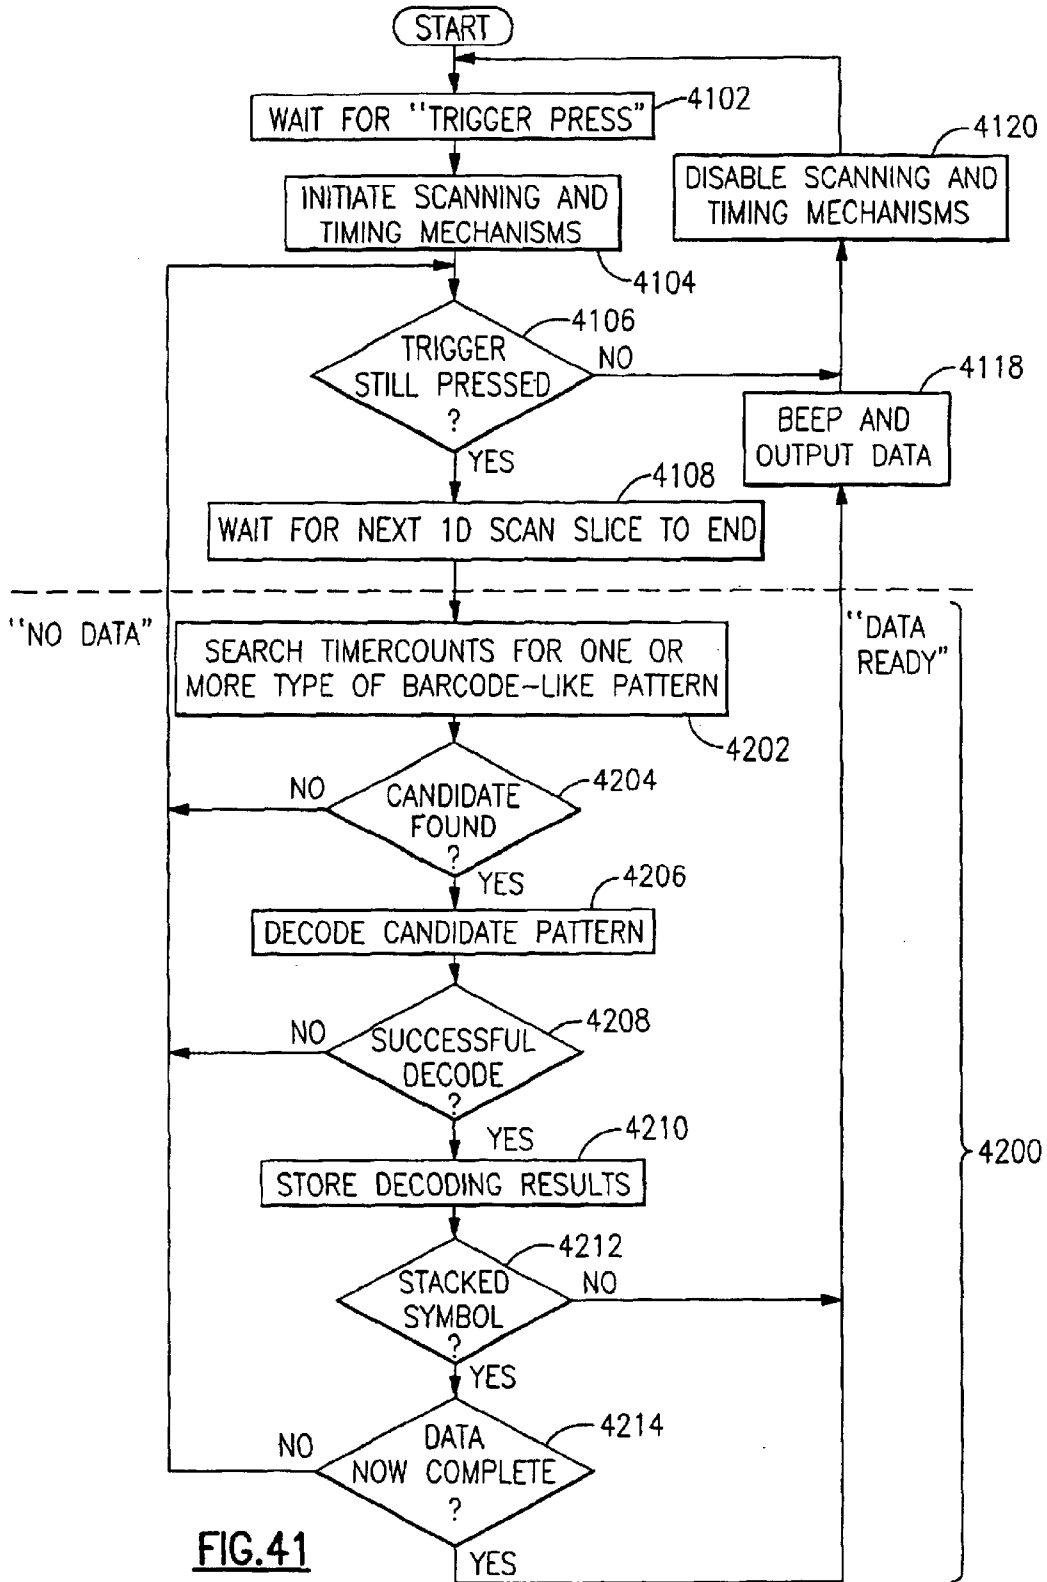 START
WAIT FOR "TRIGGER PRESS"
4102
INITIATE SCANNING AND
TIMING MECHANISMS
4104
DISABLE SCANNING AND
TIMING MECHANISMS
4120
TRIGGER
STILL PRESSED
?
4106
NO
YES
BEEP AND
OUTPUT DATA
4118
WAIT FOR NEXT 1D SCAN SLICE TO END
4108
"NO DATA"
"DATA
READY"
SEARCH TIMERCOUNTS FOR ONE OR
MORE TYPE OF BARCODE-LIKE PATTERN
4202
CANDIDATE
FOUND
?
4204
NO
YES
DECODE CANDIDATE PATTERN
4206
SUCCESSFUL
DECODE
?
4208
NO
YES
STORE DECODING RESULTS
4210
4200
STACKED
SYMBOL
?
4212
NO
YES
DATA
NOW COMPLETE
?
4214
NO
YES
FIG.41